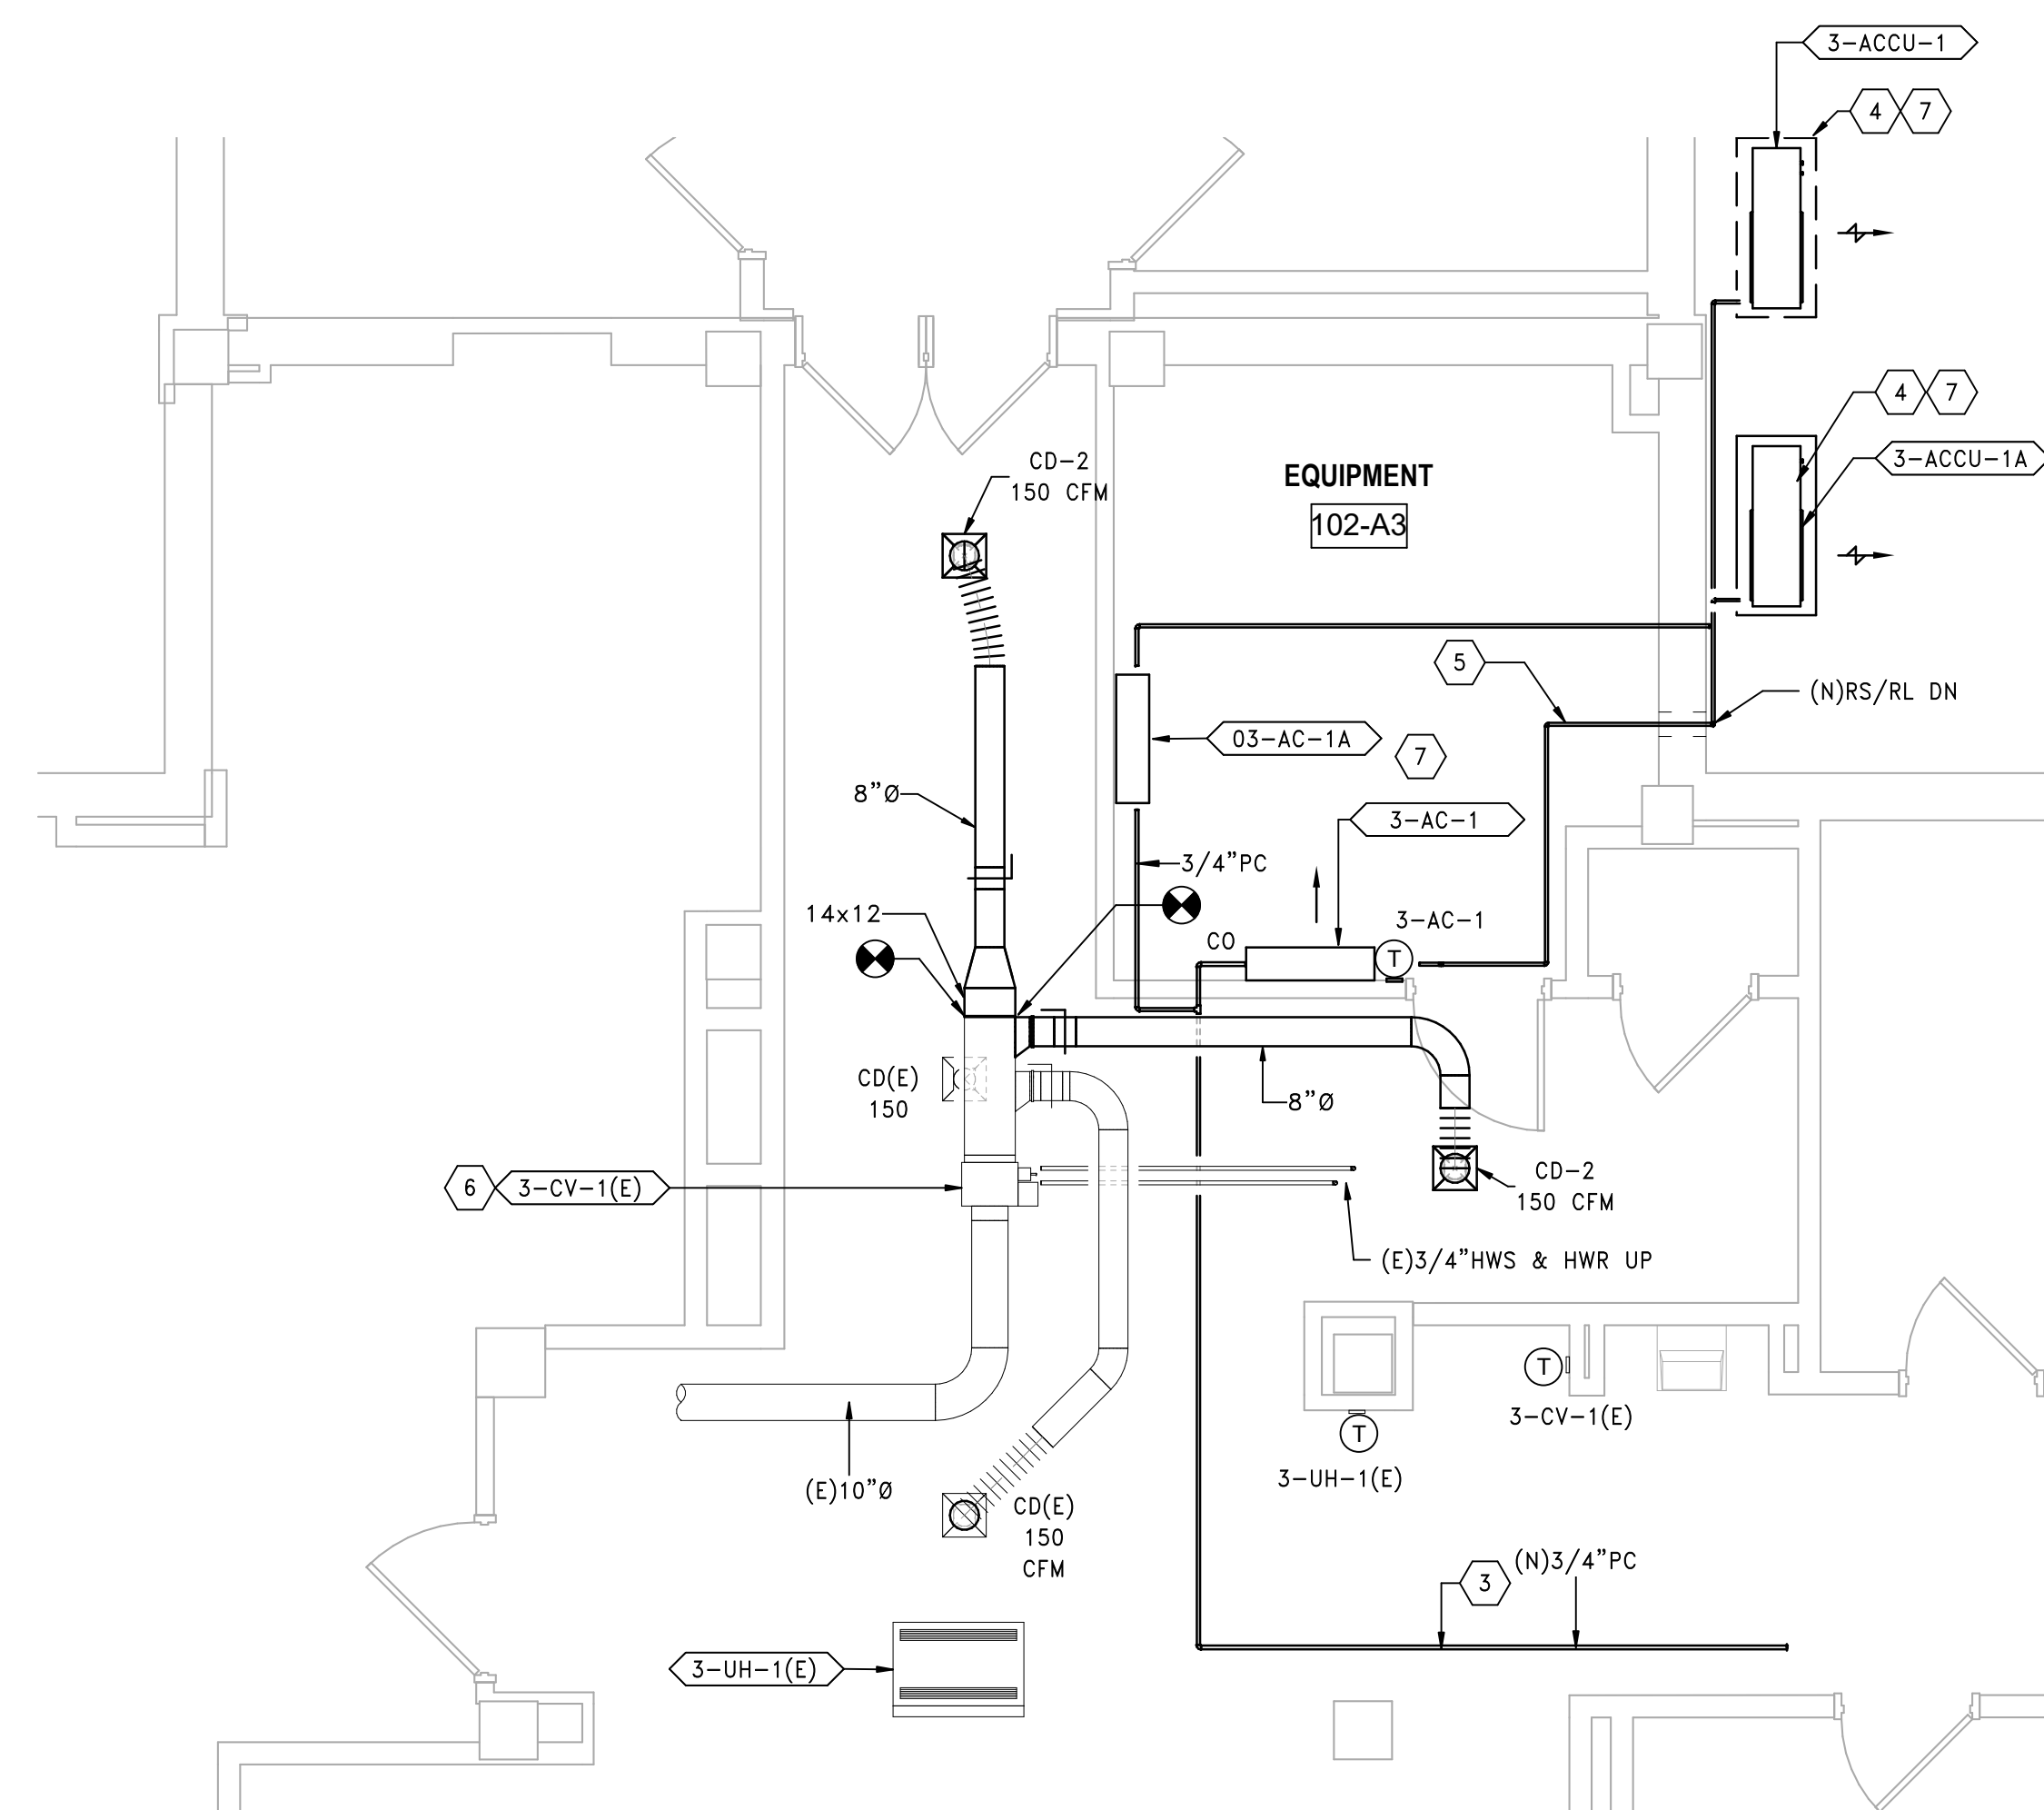 3-ACCU-1
4 7
4 7
3-ACCU-1A
CD-2
150 CFM
EQUIPMENT
102-A3
5
(N)RS/RL DN
03-AC-1A
7
8"Ø
3-AC-1
3/4"PC
14x12
3-AC-1
CO
T
CD(E)
150
8"Ø
6 3-CV-1(E)
CD-2
150 CFM
(E)3/4"HWS & HWR UP
T
3-CV-1(E)
T
3-UH-1(E)
(E)10"Ø
CD(E)
150
CFM
(N)3/4"PC
3
3-UH-1(E)